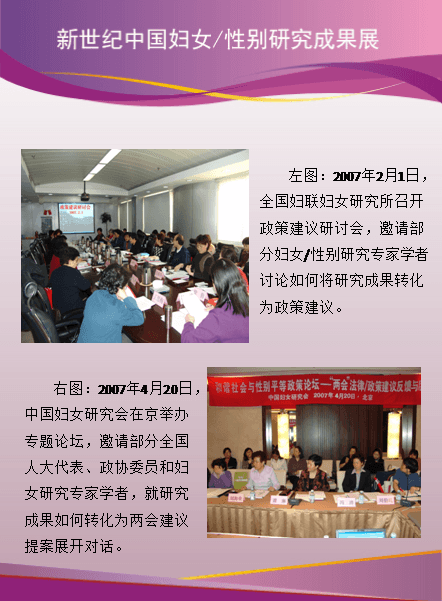 新世纪中国妇女/性别研究成果展
政策建议研讨会
左图：2007年2月1日，
全国妇联妇女研究所召开
政策建议研讨会，邀请部
分妇女/性别研究专家学者
讨论如何将研究成果转化
为政策建议。
右图：2007年4月20日，
中国妇女研究会在京举办
专题论坛，邀请部分全国
人大代表、政协委员和妇
女研究专家学者，就研究
成果如何转化为两会建议
提案展开对话。
和谐社会与性别平等政策论坛—“两会”法律/政策建议反馈与
中国妇女研究会 2007年4月20日·北京